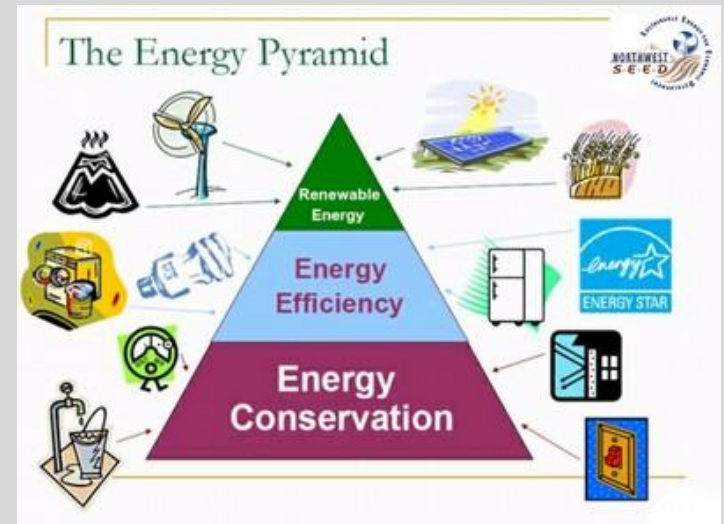 The Energy Pyramid
NORTHWEST
S·E·E·D
Renewable
Energy
Energy
Efficiency
energy
ENERGY STAR
Energy
Conservation